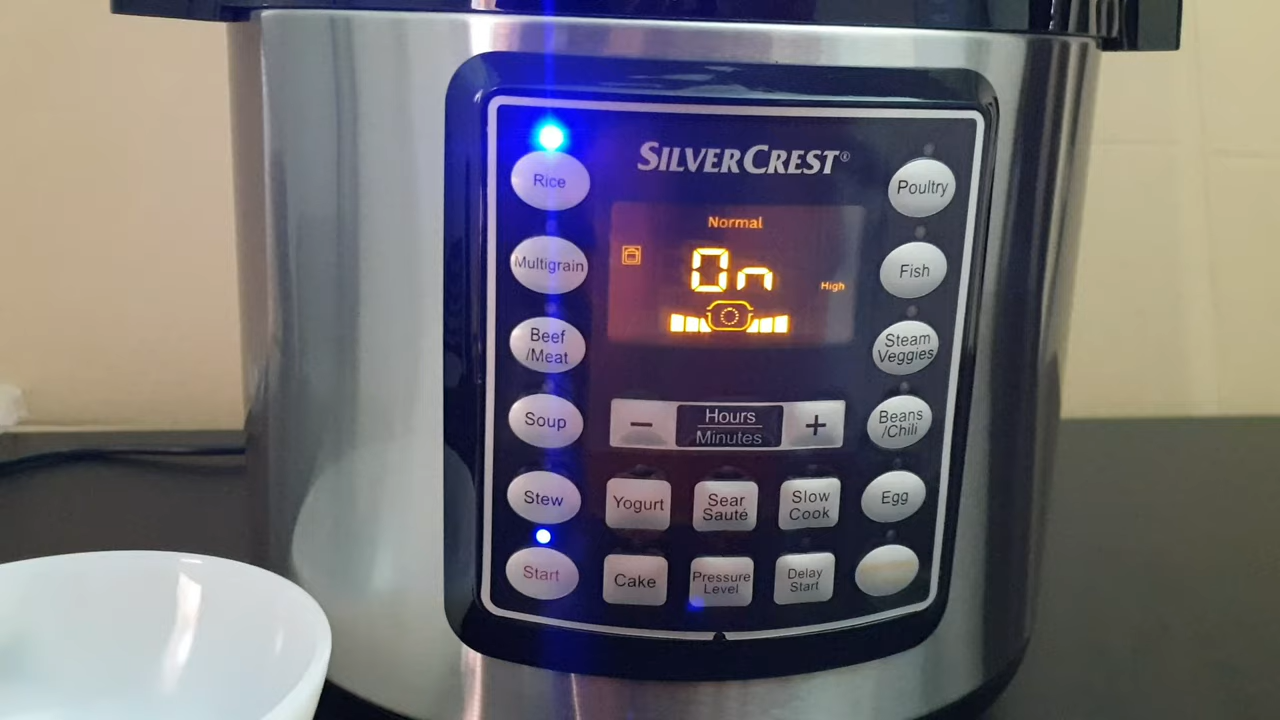 SILVERCREST®
Rice
Multigrain
Beef
/Meat
Soup
Stew
Start
Normal
On
High
−
Hours
Minutes
+
Yogurt
Sear
Sauté
Slow
Cook
Cake
Pressure
Level
Delay
Start
Poultry
Fish
Steam
Veggies
Beans
/Chili
Egg